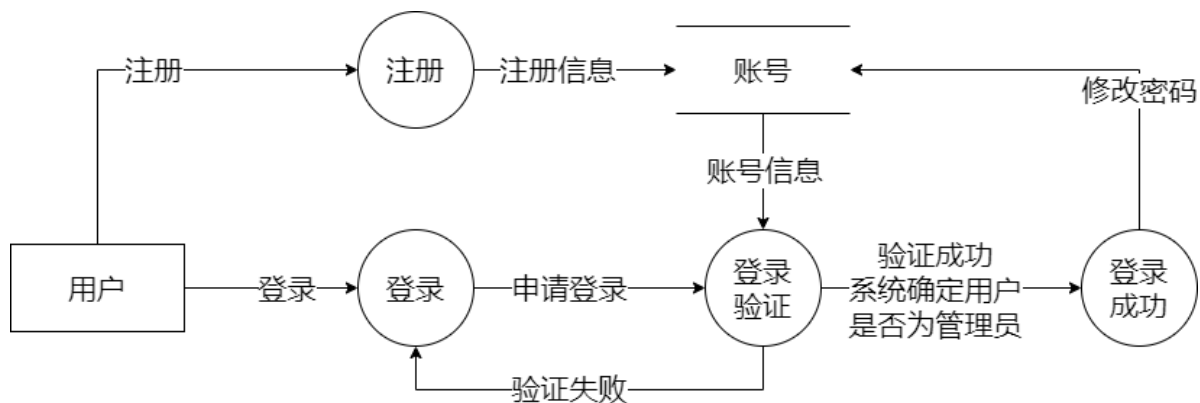 注册
注册
注册信息
账号
修改密码
账号信息
用户
登录
登录
申请登录
登录
验证
验证成功
系统确定用户
是否为管理员
登录
成功
验证失败